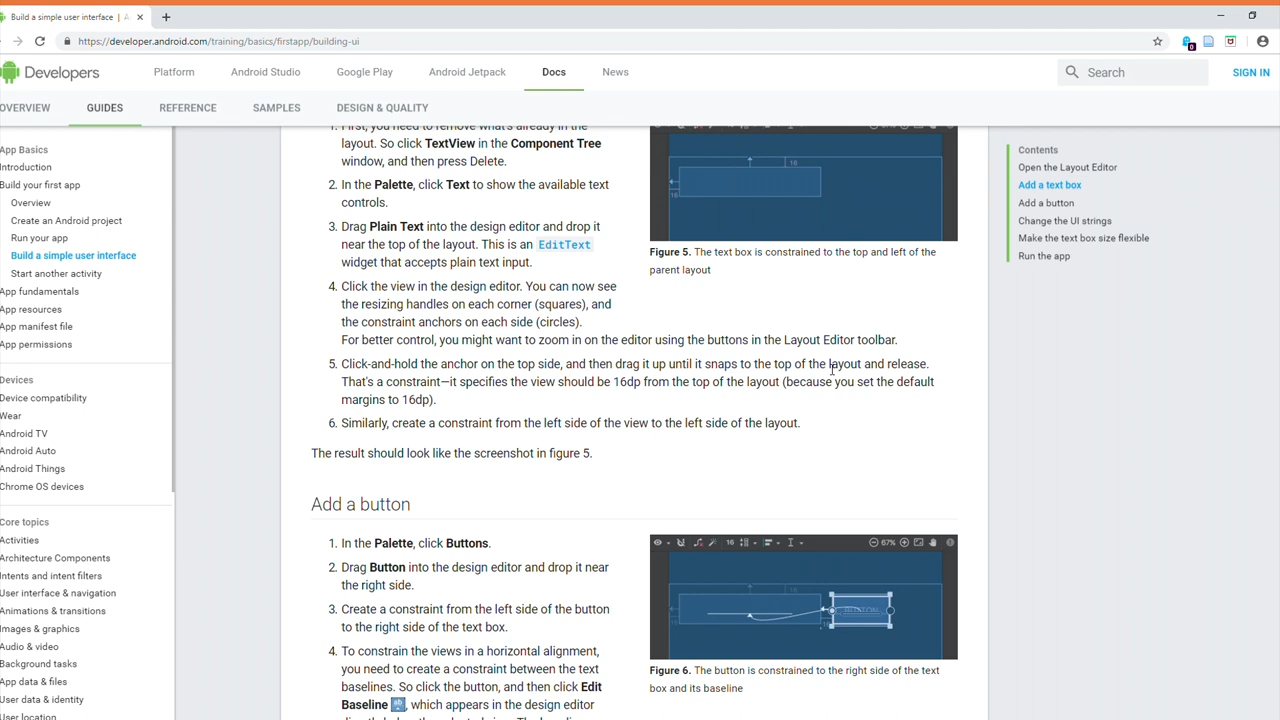 Build a simple user interface | A
https://developer.android.com/training/basics/firstapp/building-ui
0
Developers
Platform
Android Studio
Google Play
Android Jetpack
Docs
News
Search
SIGN IN
OVERVIEW
GUIDES
REFERENCE
SAMPLES
DESIGN & QUALITY
App Basics
Introduction
Build your first app
Overview
Create an Android project
Run your app
Build a simple user interface
Start another activity
App fundamentals
App resources
App manifest file
App permissions
Devices
Device compatibility
Wear
Android TV
Android Auto
Android Things
Chrome OS devices
Core topics
Activities
Architecture Components
Intents and intent filters
User interface & navigation
Animations & transitions
Images & graphics
Audio & video
Background tasks
App data & files
User data & identity
User location
1. First, you need to remove what's already in the
layout. So click TextView in the Component Tree
window, and then press Delete.
2. In the Palette, click Text to show the available text
controls.
3. Drag Plain Text into the design editor and drop it
near the top of the layout. This is an EditText
widget that accepts plain text input.
4. Click the view in the design editor. You can now see
the resizing handles on each corner (squares), and
the constraint anchors on each side (circles).
For better control, you might want to zoom in on the editor using the buttons in the Layout Editor toolbar.
5. Click-and-hold the anchor on the top side, and then drag it up until it snaps to the top of the layout and release.
That's a constraint—it specifies the view should be 16dp from the top of the layout (because you set the default
margins to 16dp).
6. Similarly, create a constraint from the left side of the view to the left side of the layout.
The result should look like the screenshot in figure 5.
16
16
Figure 5. The text box is constrained to the top and left of the
parent layout
Add a button
1. In the Palette, click Buttons.
2. Drag Button into the design editor and drop it near
the right side.
3. Create a constraint from the left side of the button
to the right side of the text box.
4. To constrain the views in a horizontal alignment,
you need to create a constraint between the text
baselines. So click the button, and then click Edit
Baseline ab, which appears in the design editor
16
67%
BUTTON
Figure 6. The button is constrained to the right side of the text
box and its baseline
Contents
Open the Layout Editor
Add a text box
Add a button
Change the UI strings
Make the text box size flexible
Run the app